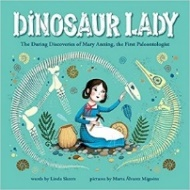 DINOSAUR LADY
The Daring Discoveries of Mary Anning, the First Paleontologist
words by Linda Skeers
pictures by Marta Álvarez Miguéns